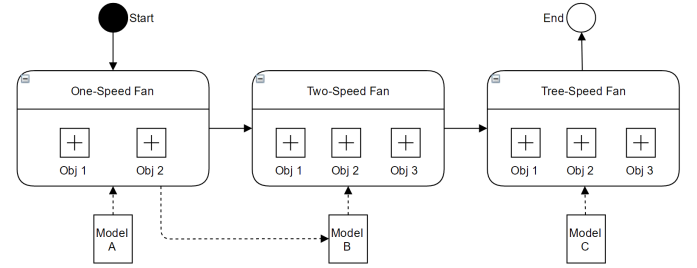 Start
End
One-Speed Fan
Two-Speed Fan
Tree-Speed Fan
Obj 1
Obj 2
Obj 1
Obj 2
Obj 3
Obj 1
Obj 2
Obj 3
Model
A
Model
B
Model
C